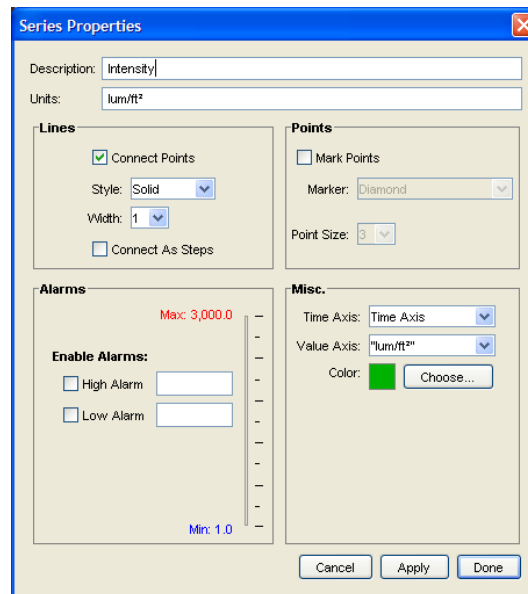 Series Properties
Description: Intensity
Units: lum/ft²
Lines
Connect Points
Style: Solid
Width: 1
Connect As Steps
Points
Mark Points
Marker: Diamond
Point Size: 3
Alarms
Max: 3,000.0
Enable Alarms:
High Alarm
Low Alarm
Min: 1.0
Misc.
Time Axis: Time Axis
Value Axis: "lum/ft²"
Color: Choose...
Cancel Apply Done